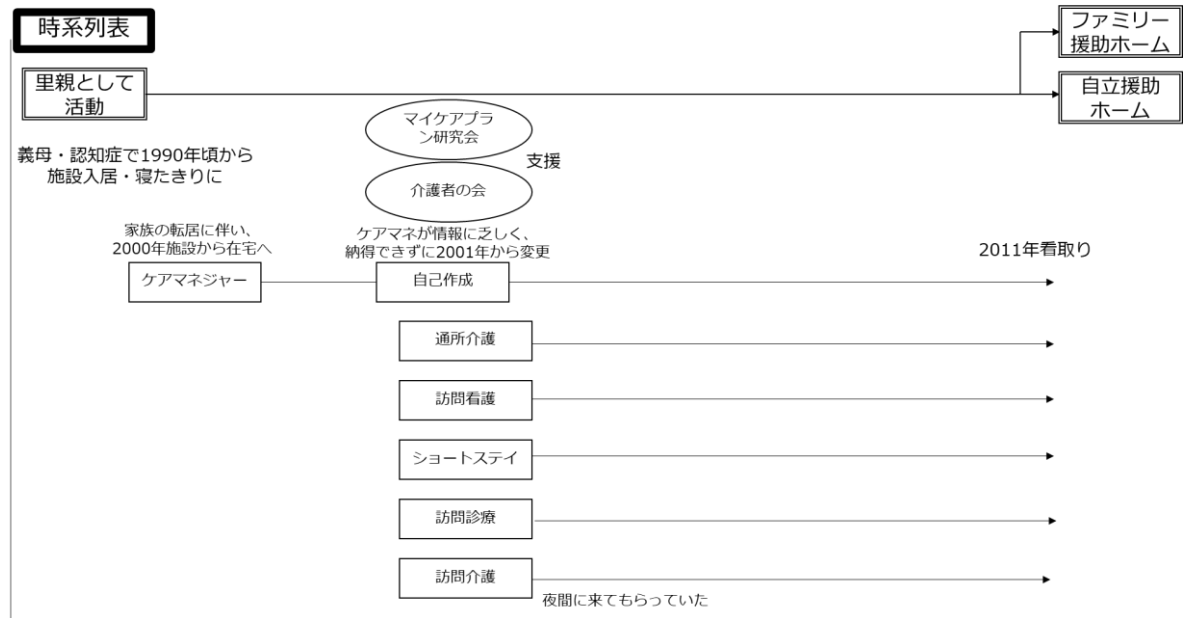 時系列表
ファミリー
援助ホーム
里親として
活動
自立援助
ホーム
マイケアプラ
ン研究会
支援
介護者の会
義母・認知症で1990年頃から
施設入居・寝たきりに
家族の転居に伴い、
2000年施設から在宅へ
ケアマネが情報に乏しく、
納得できずに2001年から変更
2011年看取り
ケアマネジャー
自己作成
通所介護
訪問看護
ショートステイ
訪問診療
訪問介護
夜間に来てもらっていた